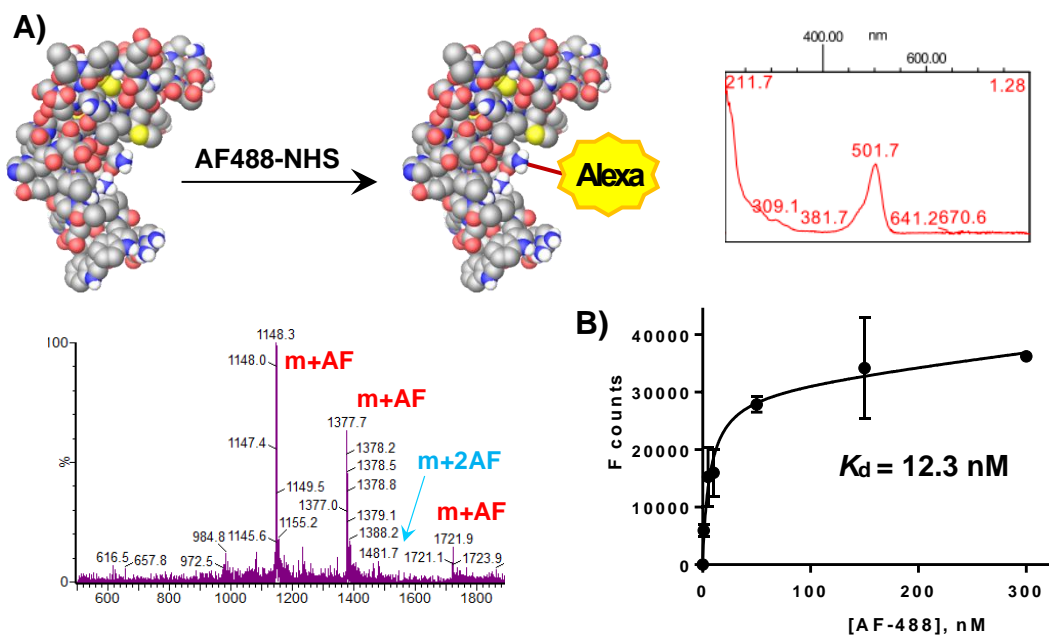 A)
AF488-NHS
Alexa
400.00 nm
600.00
211.7
1.28
501.7
309.1
381.7
641.2670.6
100
%
0
1148.3
1148.0
m+AF
1147.4
1149.5
1155.2
1145.6
984.8
972.5
616.5
657.8
m+AF
1377.7
1378.2
1378.5
1378.8
1377.0
1379.1
1388.2
1481.7
m+2AF
m+AF
1721.9
1721.1
1723.9
600 800 1000 1200 1400 1600 1800
B)
F counts
40000
30000
20000
10000
0
Kd = 12.3 nM
0 100 200 300
[AF-488], nM